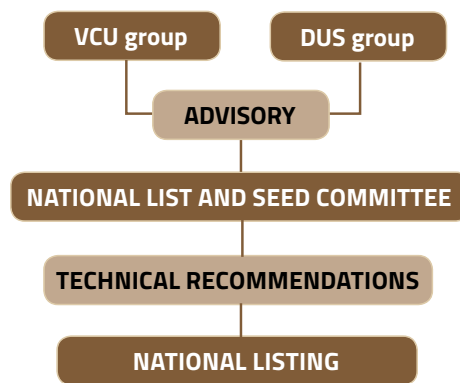 VCU group
DUS group
ADVISORY
NATIONAL LIST AND SEED COMMITTEE
TECHNICAL RECOMMENDATIONS
NATIONAL LISTING